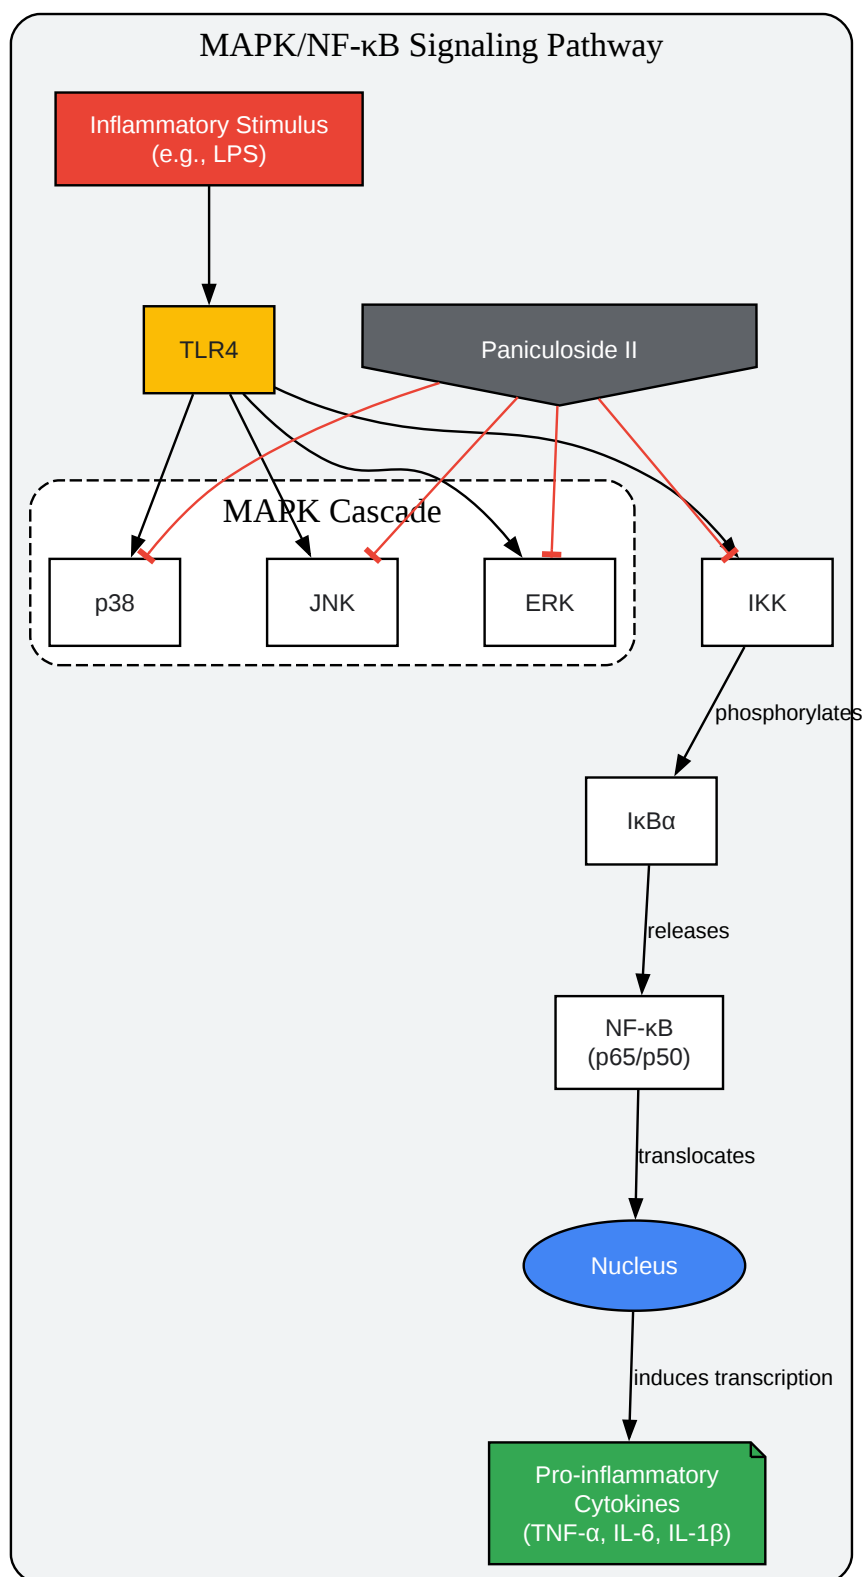 MAPK/NF-κB Signaling Pathway
Inflammatory Stimulus
(e.g., LPS)
TLR4
Paniculoside II
MAPK Cascade
p38
JNK
ERK
IKK
phosphorylates
IκBα
releases
NF-κB
(p65/p50)
translocates
Nucleus
induces transcription
Pro-inflammatory
Cytokines
(TNF-α, IL-6, IL-1β)